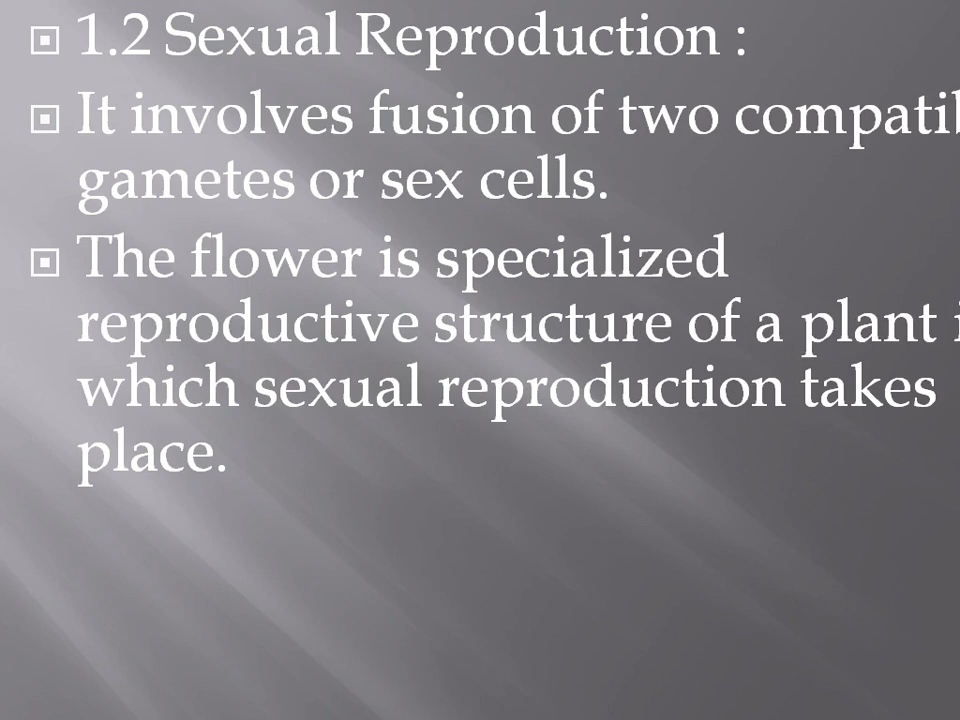 1.2 Sexual Reproduction :
It involves fusion of two compatib
gametes or sex cells.
The flower is specialized
reproductive structure of a plant i
which sexual reproduction takes
place.